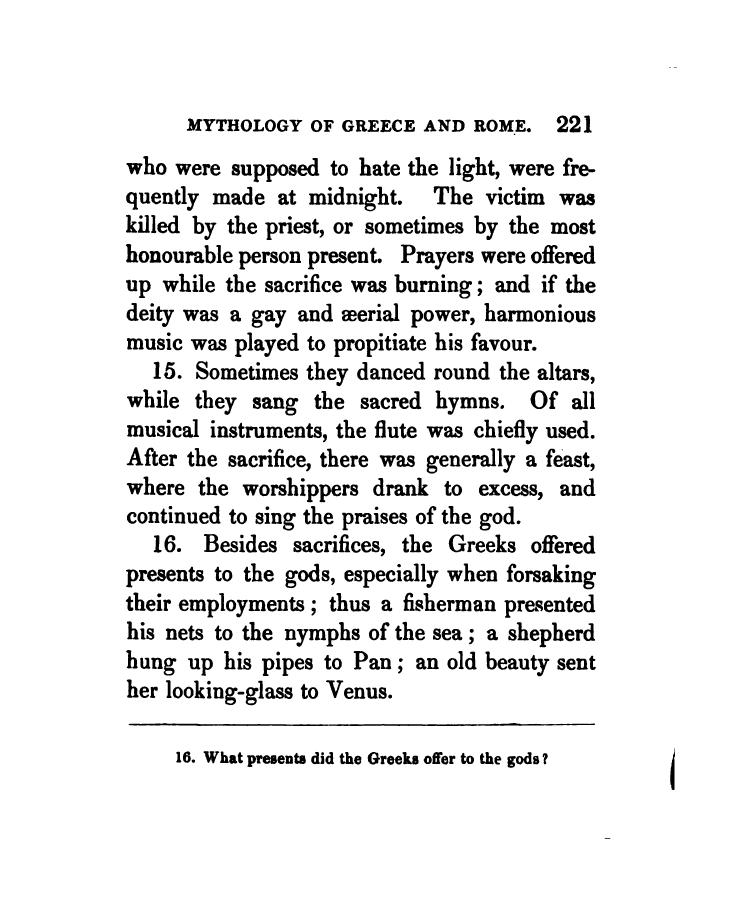 MYTHOLOGY OF GREECE AND ROME. 221
who were supposed to hate the light, were fre-
quently made at midnight. The victim was
killed by the priest, or sometimes by the most
honourable person present. Prayers were offered
up while the sacrifice was burning; and if the
deity was a gay and æerial power, harmonious
music was played to propitiate his favour.
15. Sometimes they danced round the altars,
while they sang the sacred hymns. Of all
musical instruments, the flute was chiefly used.
After the sacrifice, there was generally a feast,
where the worshippers drank to excess, and
continued to sing the praises of the god.
16. Besides sacrifices, the Greeks offered
presents to the gods, especially when forsaking
their employments; thus a fisherman presented
his nets to the nymphs of the sea; a shepherd
hung up his pipes to Pan; an old beauty sent
her looking-glass to Venus.
16. What presents did the Greeks offer to the gods?